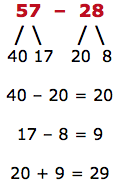 57 – 28
40 17 20 8
40 – 20 = 20
17 – 8 = 9
20 + 9 = 29